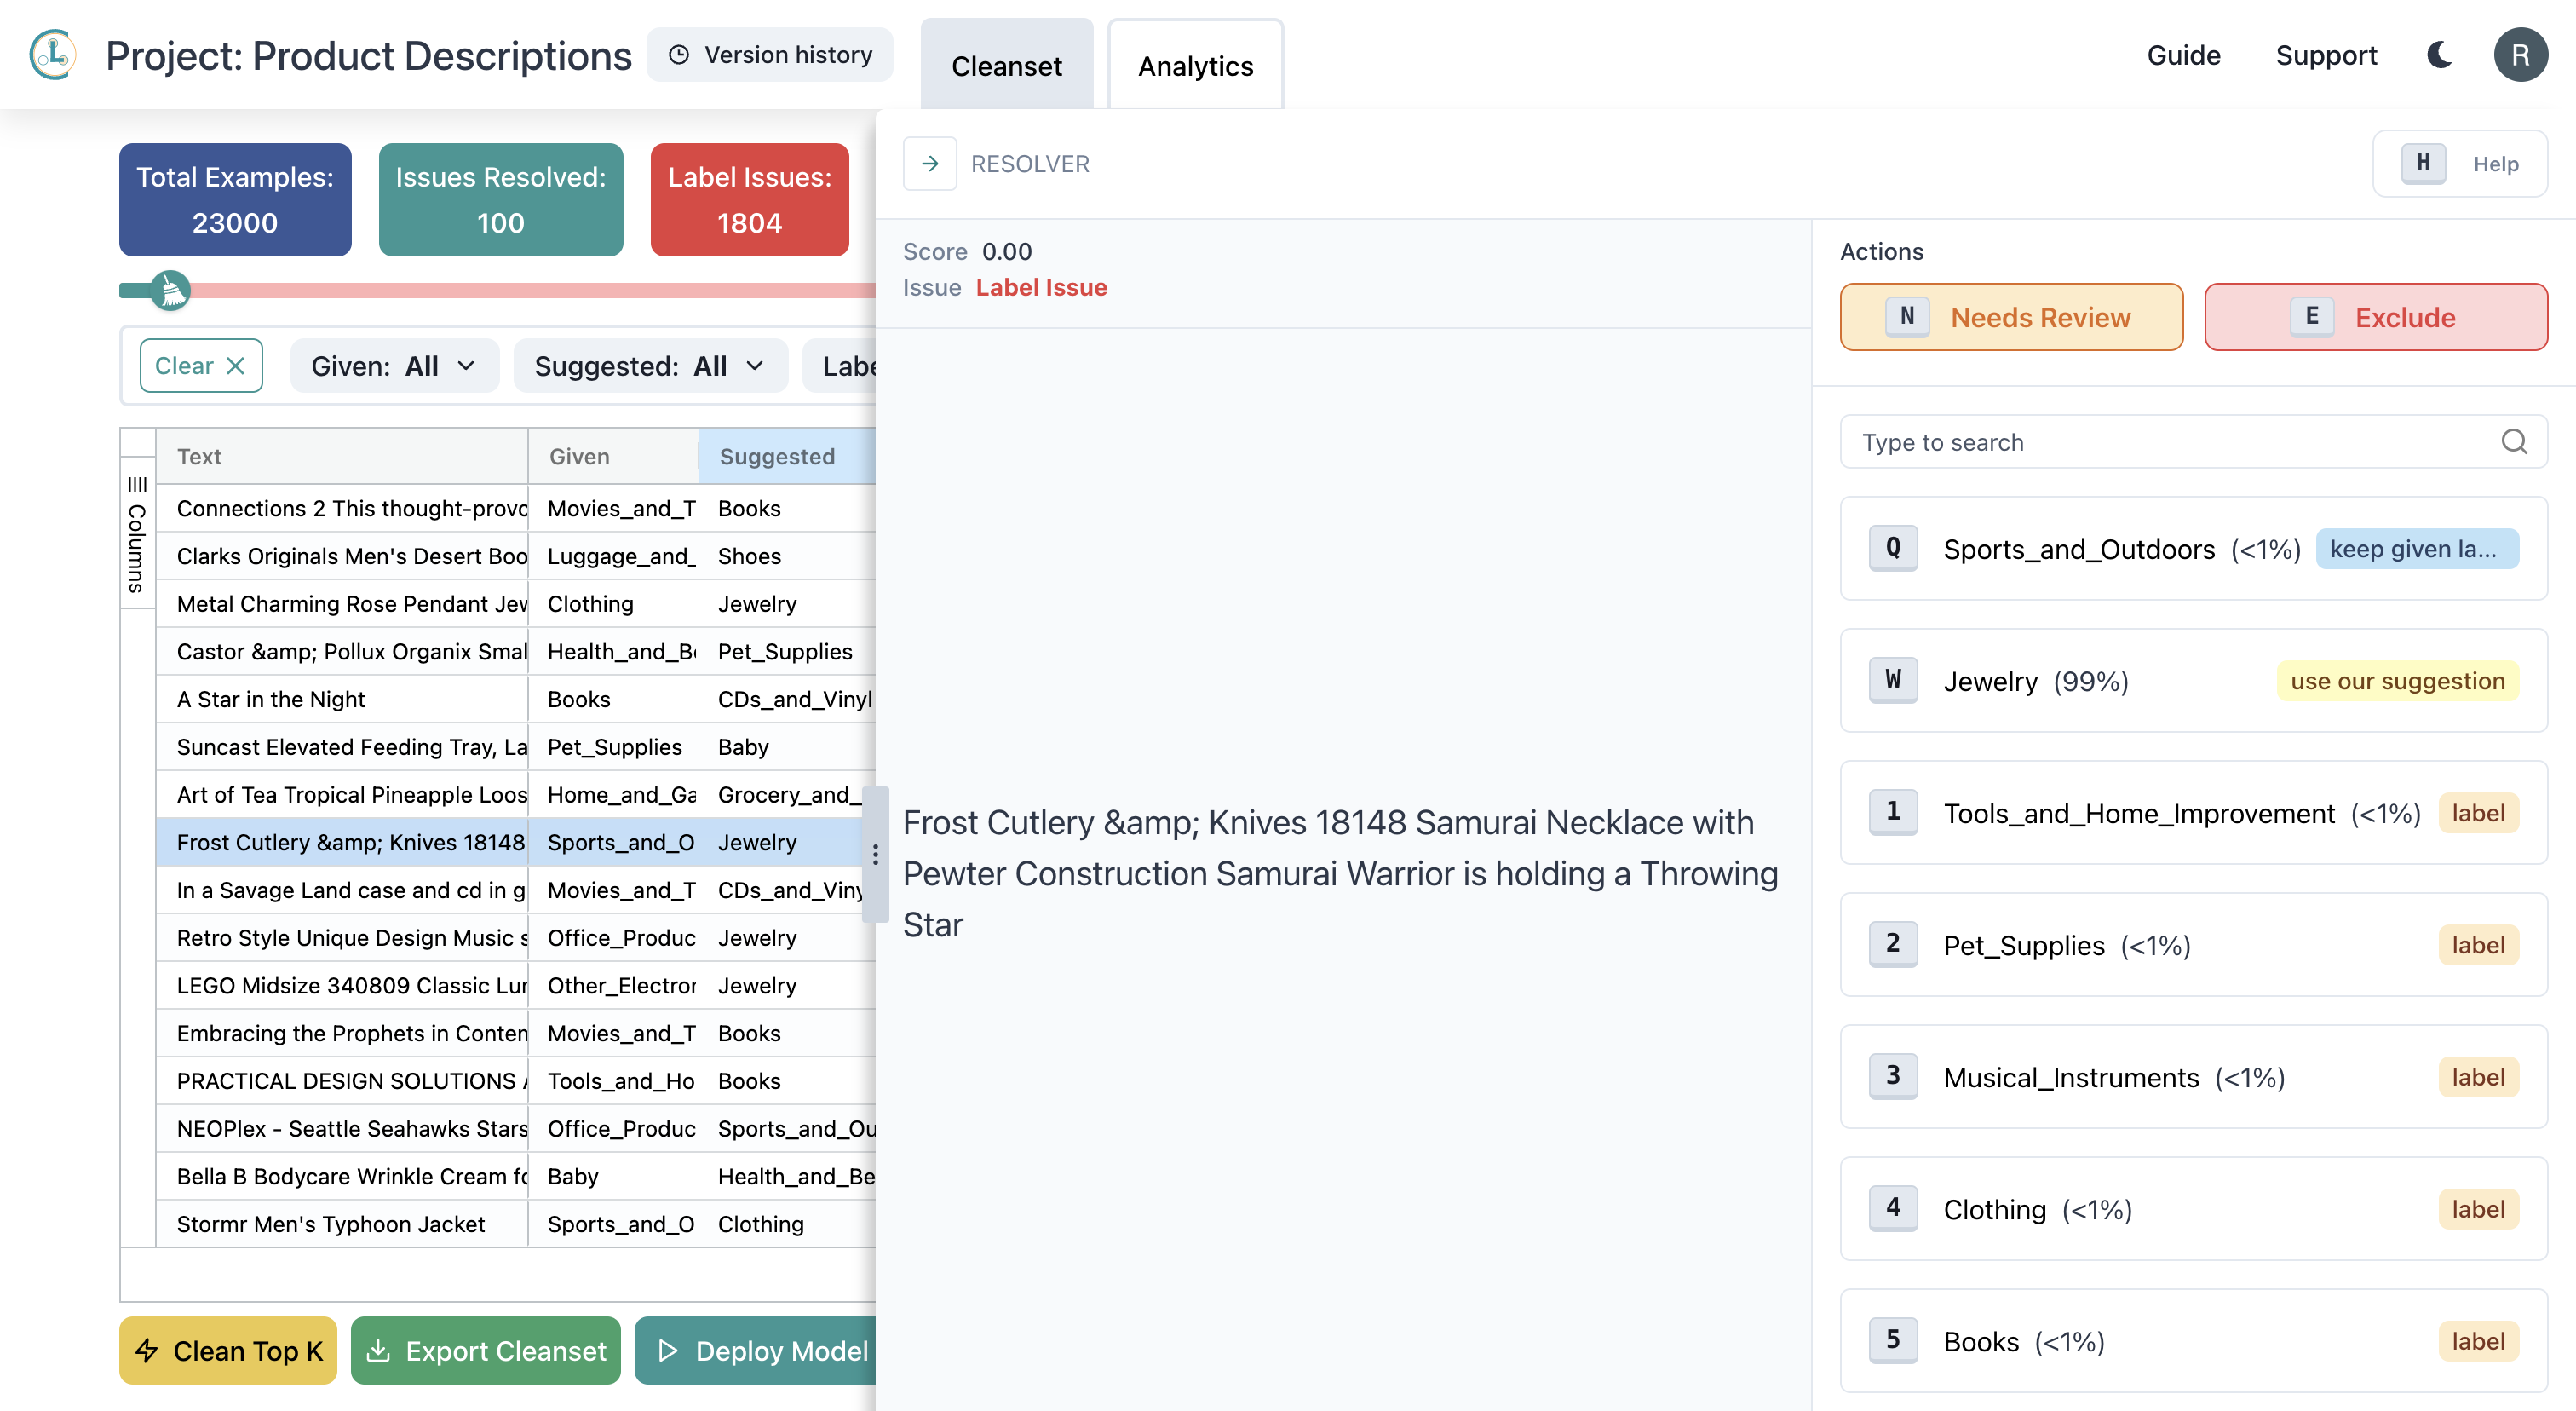 Project: Product Descriptions
Version history
Cleanset
Analytics
Guide
Support
R
Total Examples:
23000
Issues Resolved:
100
Label Issues:
1804
Clear
Given: All
Suggested: All
Labe
Columns
Text Given Suggested
Connections 2 This thought-provo Movies_and_T Books
Clarks Originals Men's Desert Boo Luggage_and_ Shoes
Metal Charming Rose Pendant Jew Clothing Jewelry
Castor &amp; Pollux Organix Smal Health_and_Be Pet_Supplies
A Star in the Night Books CDs_and_Vinyl
Suncast Elevated Feeding Tray, La Pet_Supplies Baby
Art of Tea Tropical Pineapple Loos Home_and_Ga Grocery_and_
Frost Cutlery &amp; Knives 18148 Sports_and_O Jewelry
In a Savage Land case and cd in g Movies_and_T CDs_and_Viny
Retro Style Unique Design Music s Office_Produc Jewelry
LEGO Midsize 340809 Classic Lur Other_Electror Jewelry
Embracing the Prophets in Conten Movies_and_T Books
PRACTICAL DESIGN SOLUTIONS A Tools_and_Ho Books
NEOPlex - Seattle Seahawks Stars Office_Produc Sports_and_Ou
Bella B Bodycare Wrinkle Cream fo Baby Health_and_Be
Stormr Men's Typhoon Jacket Sports_and_O Clothing
Clean Top K
Export Cleanset
Deploy Model
RESOLVER
H Help
Score 0.00
Issue Label Issue
Frost Cutlery &amp; Knives 18148 Samurai Necklace with
Pewter Construction Samurai Warrior is holding a Throwing
Star
Actions
N Needs Review
E Exclude
Type to search
Q Sports_and_Outdoors (<1%) keep given la...
W Jewelry (99%) use our suggestion
1 Tools_and_Home_Improvement (<1%) label
2 Pet_Supplies (<1%) label
3 Musical_Instruments (<1%) label
4 Clothing (<1%) label
5 Books (<1%) label